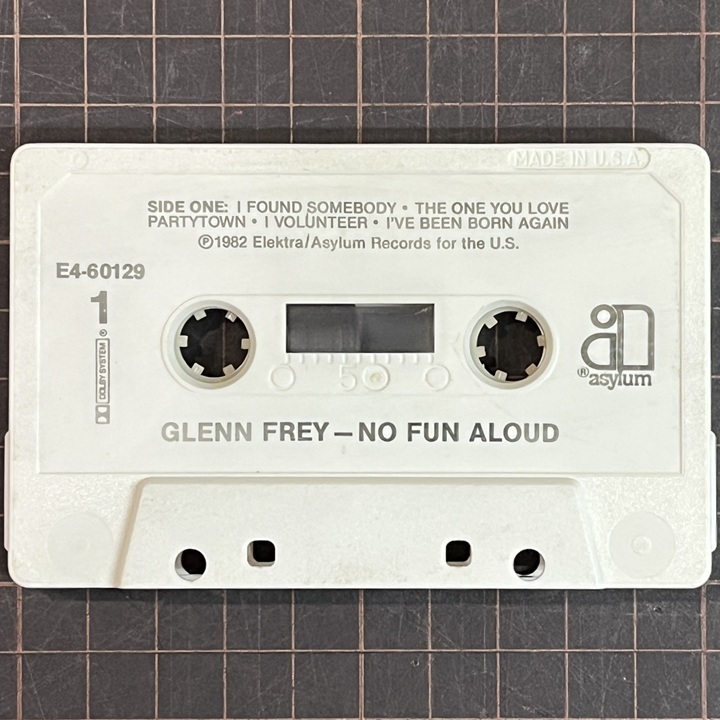 MADE IN U.S.A
SIDE ONE: I FOUND SOMEBODY • THE ONE YOU LOVE
PARTYTOWN • I VOLUNTEER • I'VE BEEN BORN AGAIN
℗1982 Elektra/Asylum Records for the U.S.
E4-60129
1
DOLBY SYSTEM ®
50
® asylum
GLENN FREY—NO FUN ALOUD